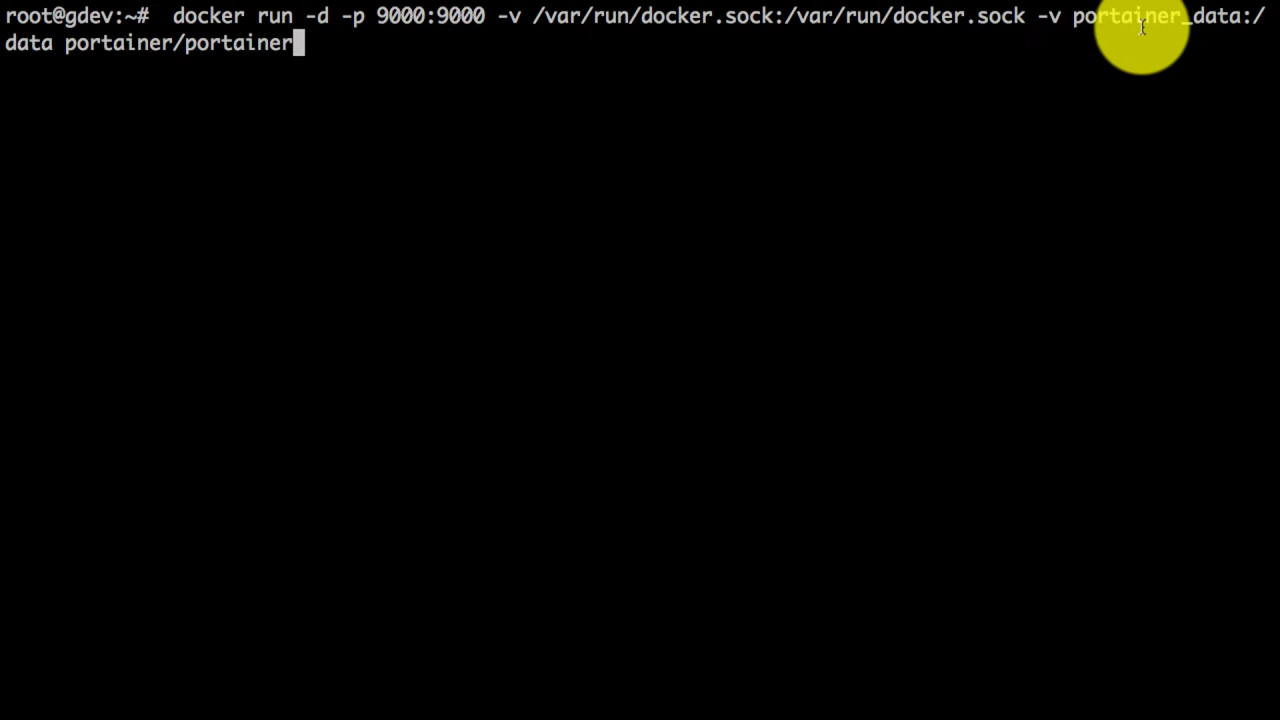 root@gdev:~#  docker run -d -p 9000:9000 -v /var/run/docker.sock:/var/run/docker.sock -v portainer_data:/
data portainer/portainer